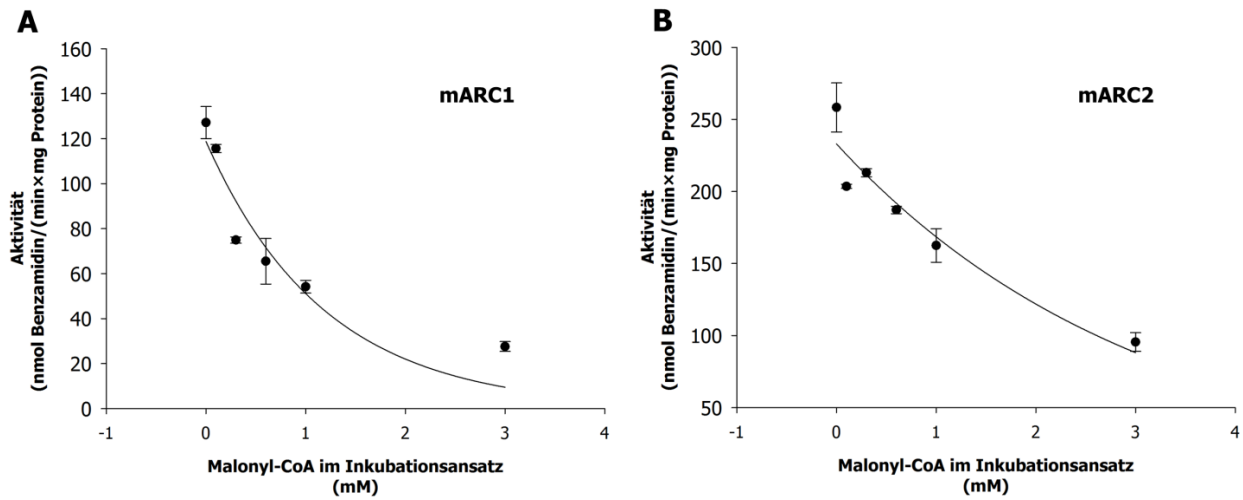 A
mARC1
Aktivität
(nmol Benzamidin/(min×mg Protein))
160
140
120
100
80
60
40
20
0
-1
0
1
2
3
4
Malonyl-CoA im Inkubationsansatz
(mM)
B
mARC2
Aktivität
(nmol Benzamidin/(min×mg Protein))
300
250
200
150
100
50
-1
0
1
2
3
4
Malonyl-CoA im Inkubationsansatz
(mM)